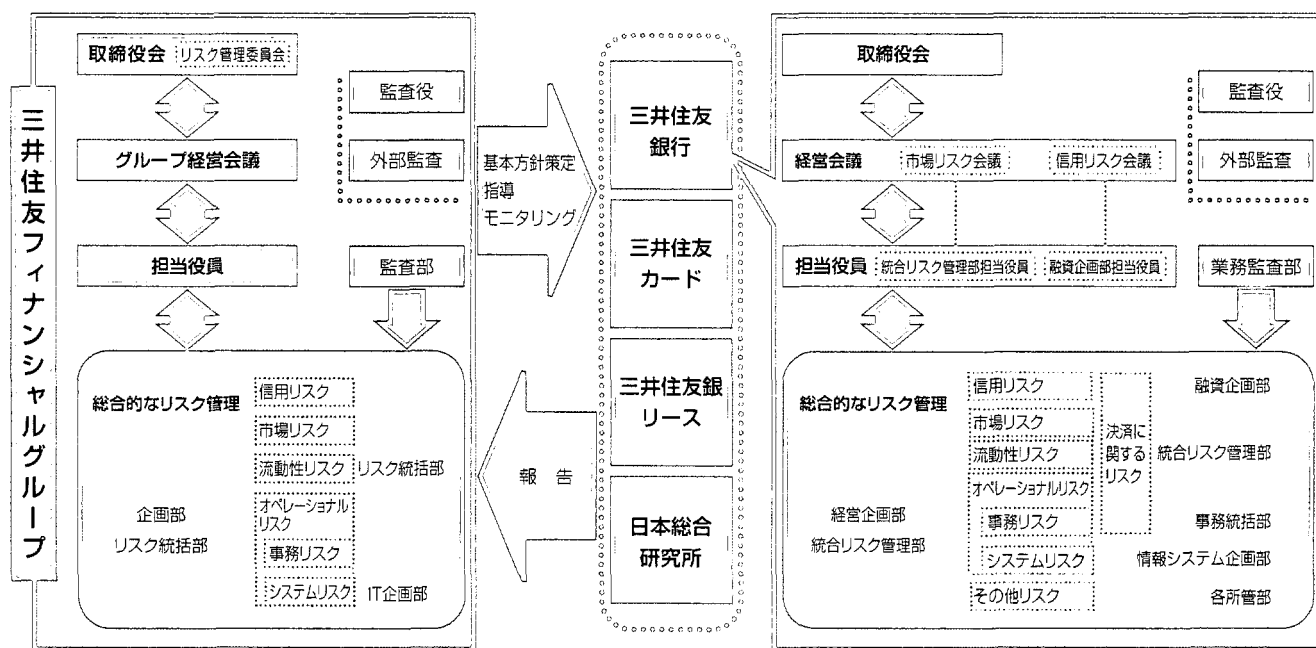 三井住友フィナンシャルグループ
取締役会 リスク管理委員会
監査役
グループ経営会議
外部監査
担当役員
監査部
総合的なリスク管理
企画部
リスク統括部
信用リスク
市場リスク
流動性リスク リスク統括部
オペレーショナル
リスク
事務リスク
システムリスク IT企画部
基本方針策定
指導
モニタリング
報 告
三井住友
銀行
三井住友
カード
三井住友銀
リース
日本総合
研究所
取締役会
監査役
経営会議 市場リスク会議 信用リスク会議
外部監査
担当役員 統合リスク管理部担当役員 融資企画部担当役員
業務監査部
総合的なリスク管理
経営企画部
統合リスク管理部
信用リスク
市場リスク
流動性リスク
オペレーショナルリスク
事務リスク
システムリスク
その他リスク
決済に
関する
リスク
融資企画部
統合リスク管理部
事務統括部
情報システム企画部
各所管部